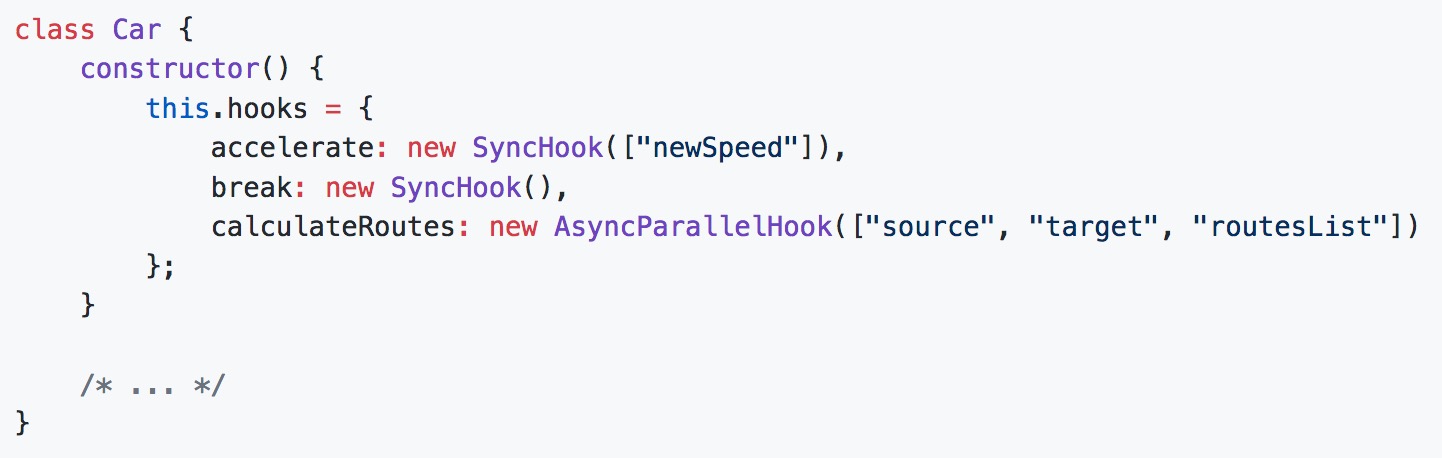 class Car {
    constructor() {
        this.hooks = {
            accelerate: new SyncHook(["newSpeed"]),
            break: new SyncHook(),
            calculateRoutes: new AsyncParallelHook(["source", "target", "routesList"])
        };
    }

    /* ... */
}